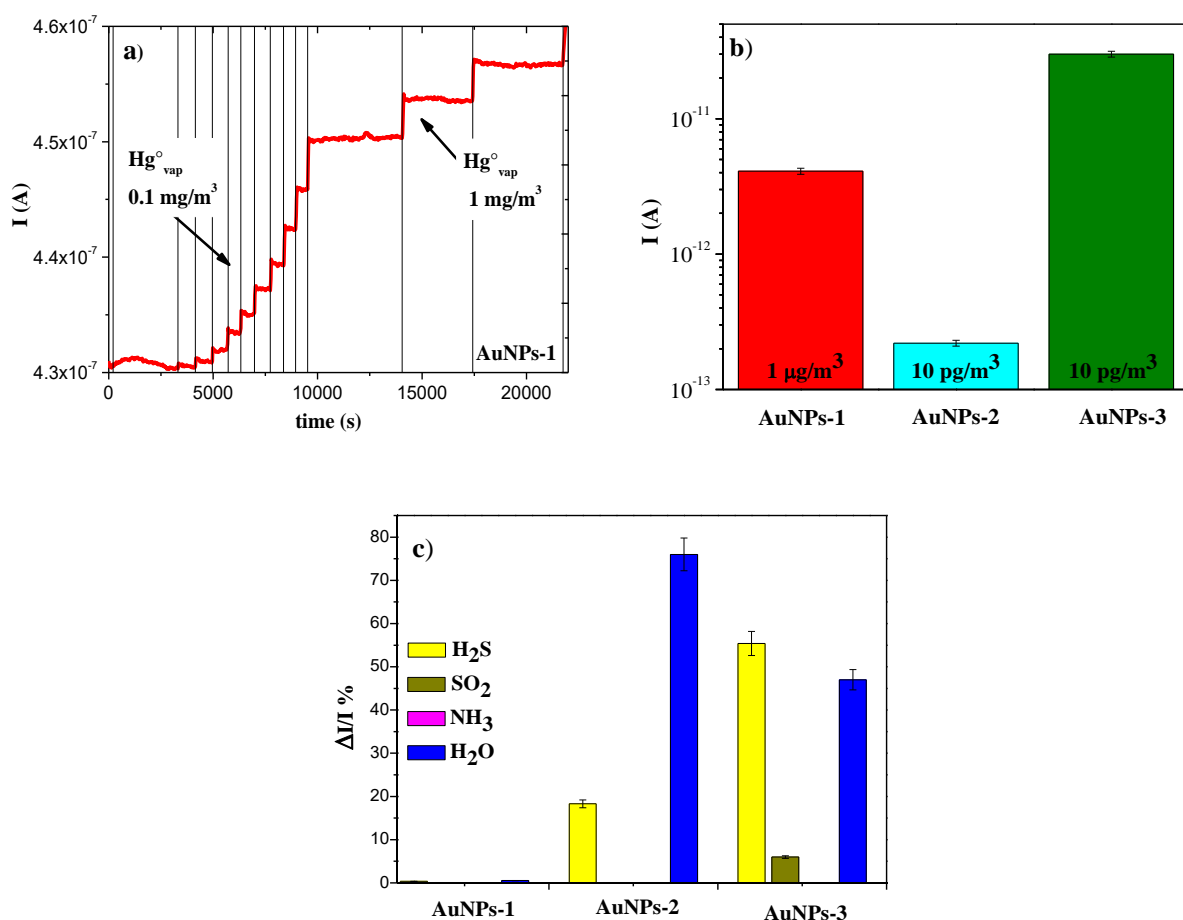 a)
4.6x10⁻⁷
4.5x10⁻⁷
4.4x10⁻⁷
4.3x10⁻⁷
I (A)
Hg°vap
0.1 mg/m³
Hg°vap
1 mg/m³
AuNPs-1
0 5000 10000 15000 20000
time (s)
b)
10⁻¹¹
10⁻¹²
10⁻¹³
I (A)
1 µg/m³ 10 pg/m³ 10 pg/m³
AuNPs-1 AuNPs-2 AuNPs-3
c)
80
70
60
50
40
30
20
10
0
ΔI/I %
H₂S
SO₂
NH₃
H₂O
AuNPs-1 AuNPs-2 AuNPs-3